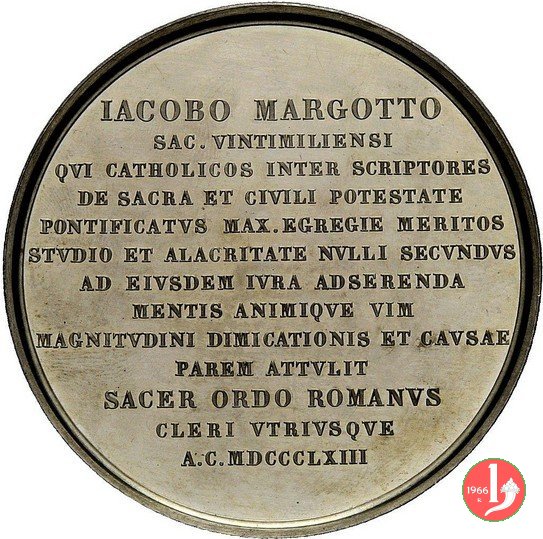 IACOBO MARGOTTO
SAC. VINTIMILIENSI
QVI CATHOLICOS INTER SCRIPTORES
DE SACRA ET CIVILI POTESTATE
PONTIFICATVS MAX. EGREGIE MERITOS
STVDIO ET ALACRITATE NVLLI SECVNDVS
AD EIVSDEM IVRA ADSERENDA
MENTIS ANIMIQVE VIM
MAGNITVDINI DIMICATIONIS ET CAVSAE
PAREM ATTVLIT
SACER ORDO ROMANVS
CLERI VTRIVSQVE
A.C.MDCCCLXIII
1966
R.